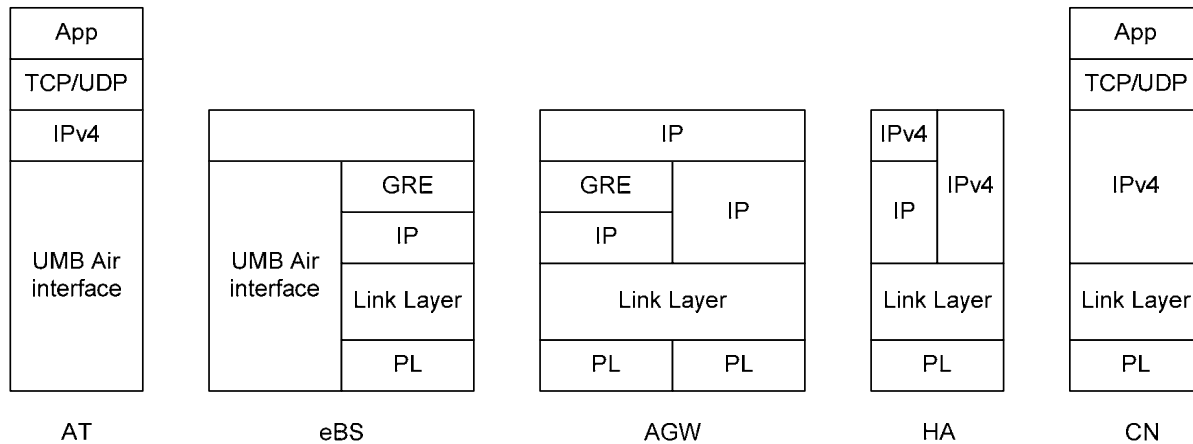 App
TCP/UDP
IPv4
UMB Air
interface
AT
GRE
IP
UMB Air
interface
Link Layer
PL
eBS
IP
GRE
IP
IP
Link Layer
PL
PL
AGW
IPv4
IPv4
IP
Link Layer
PL
HA
App
TCP/UDP
IPv4
Link Layer
PL
CN